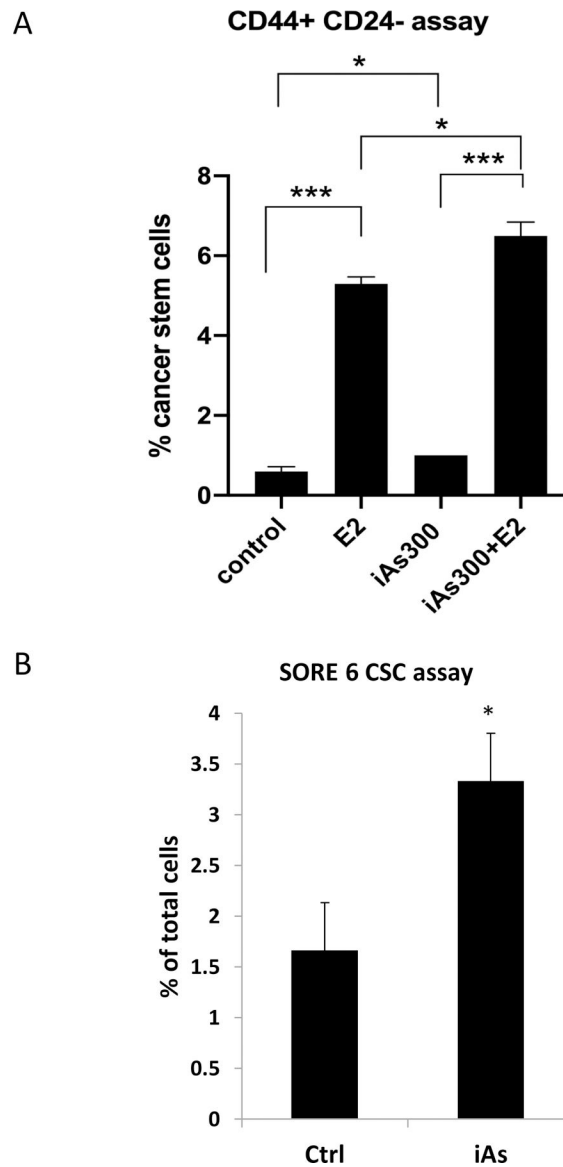 A
CD44+ CD24- assay
*
*
*** ***
8
6
4
2
0
% cancer stem cells
control
E2
iAs300
iAs300+E2
B
SORE 6 CSC assay
*
4
3.5
3
2.5
2
1.5
1
0.5
0
% of total cells
Ctrl iAs